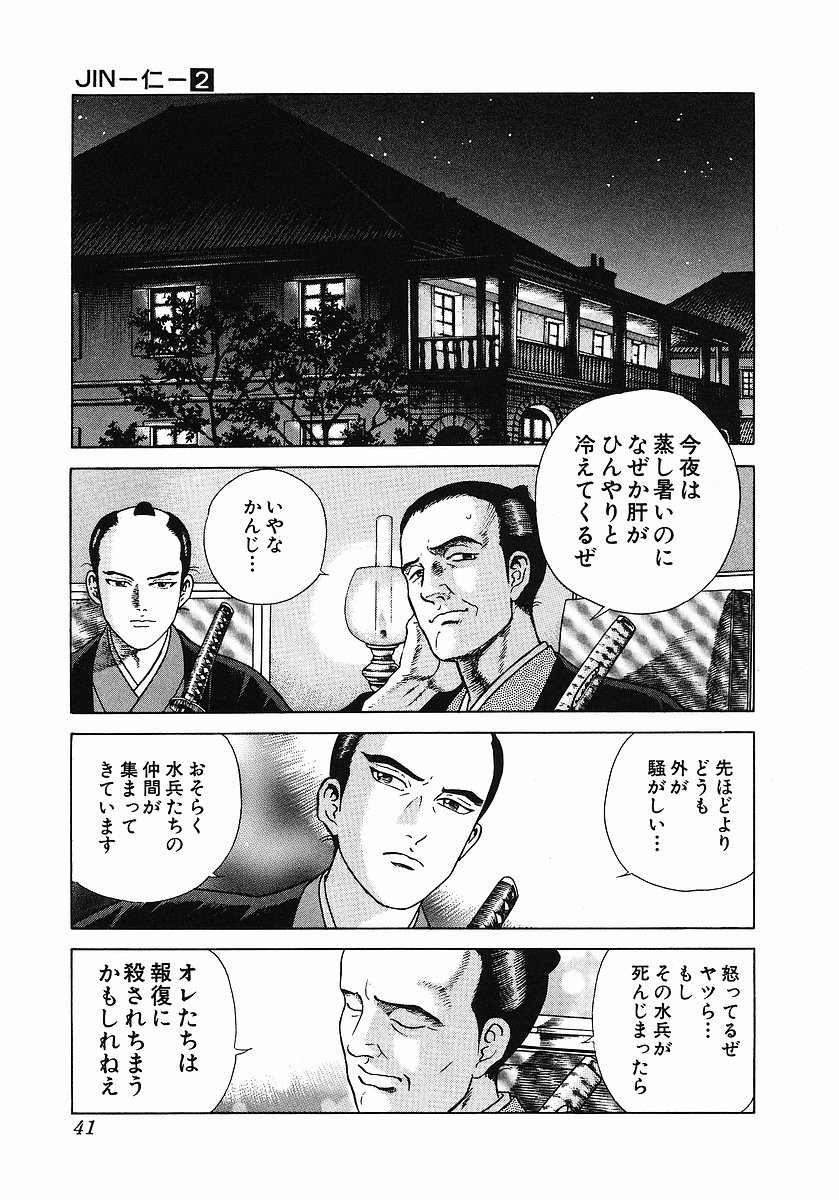 JIN－仁－2
今夜は
蒸し暑いのに
なぜか肝が
ひんやりと
冷えてくるぜ
いやな
かんじ…
先ほどより
どうも
外が
騒がしい…
おそらく
水兵たちの
仲間が
集まって
きています
怒ってるぜ
ヤツら…
もし
その水兵が
死んじまったら
オレたちは
報復に
殺されちまう
かもしれねえ
41